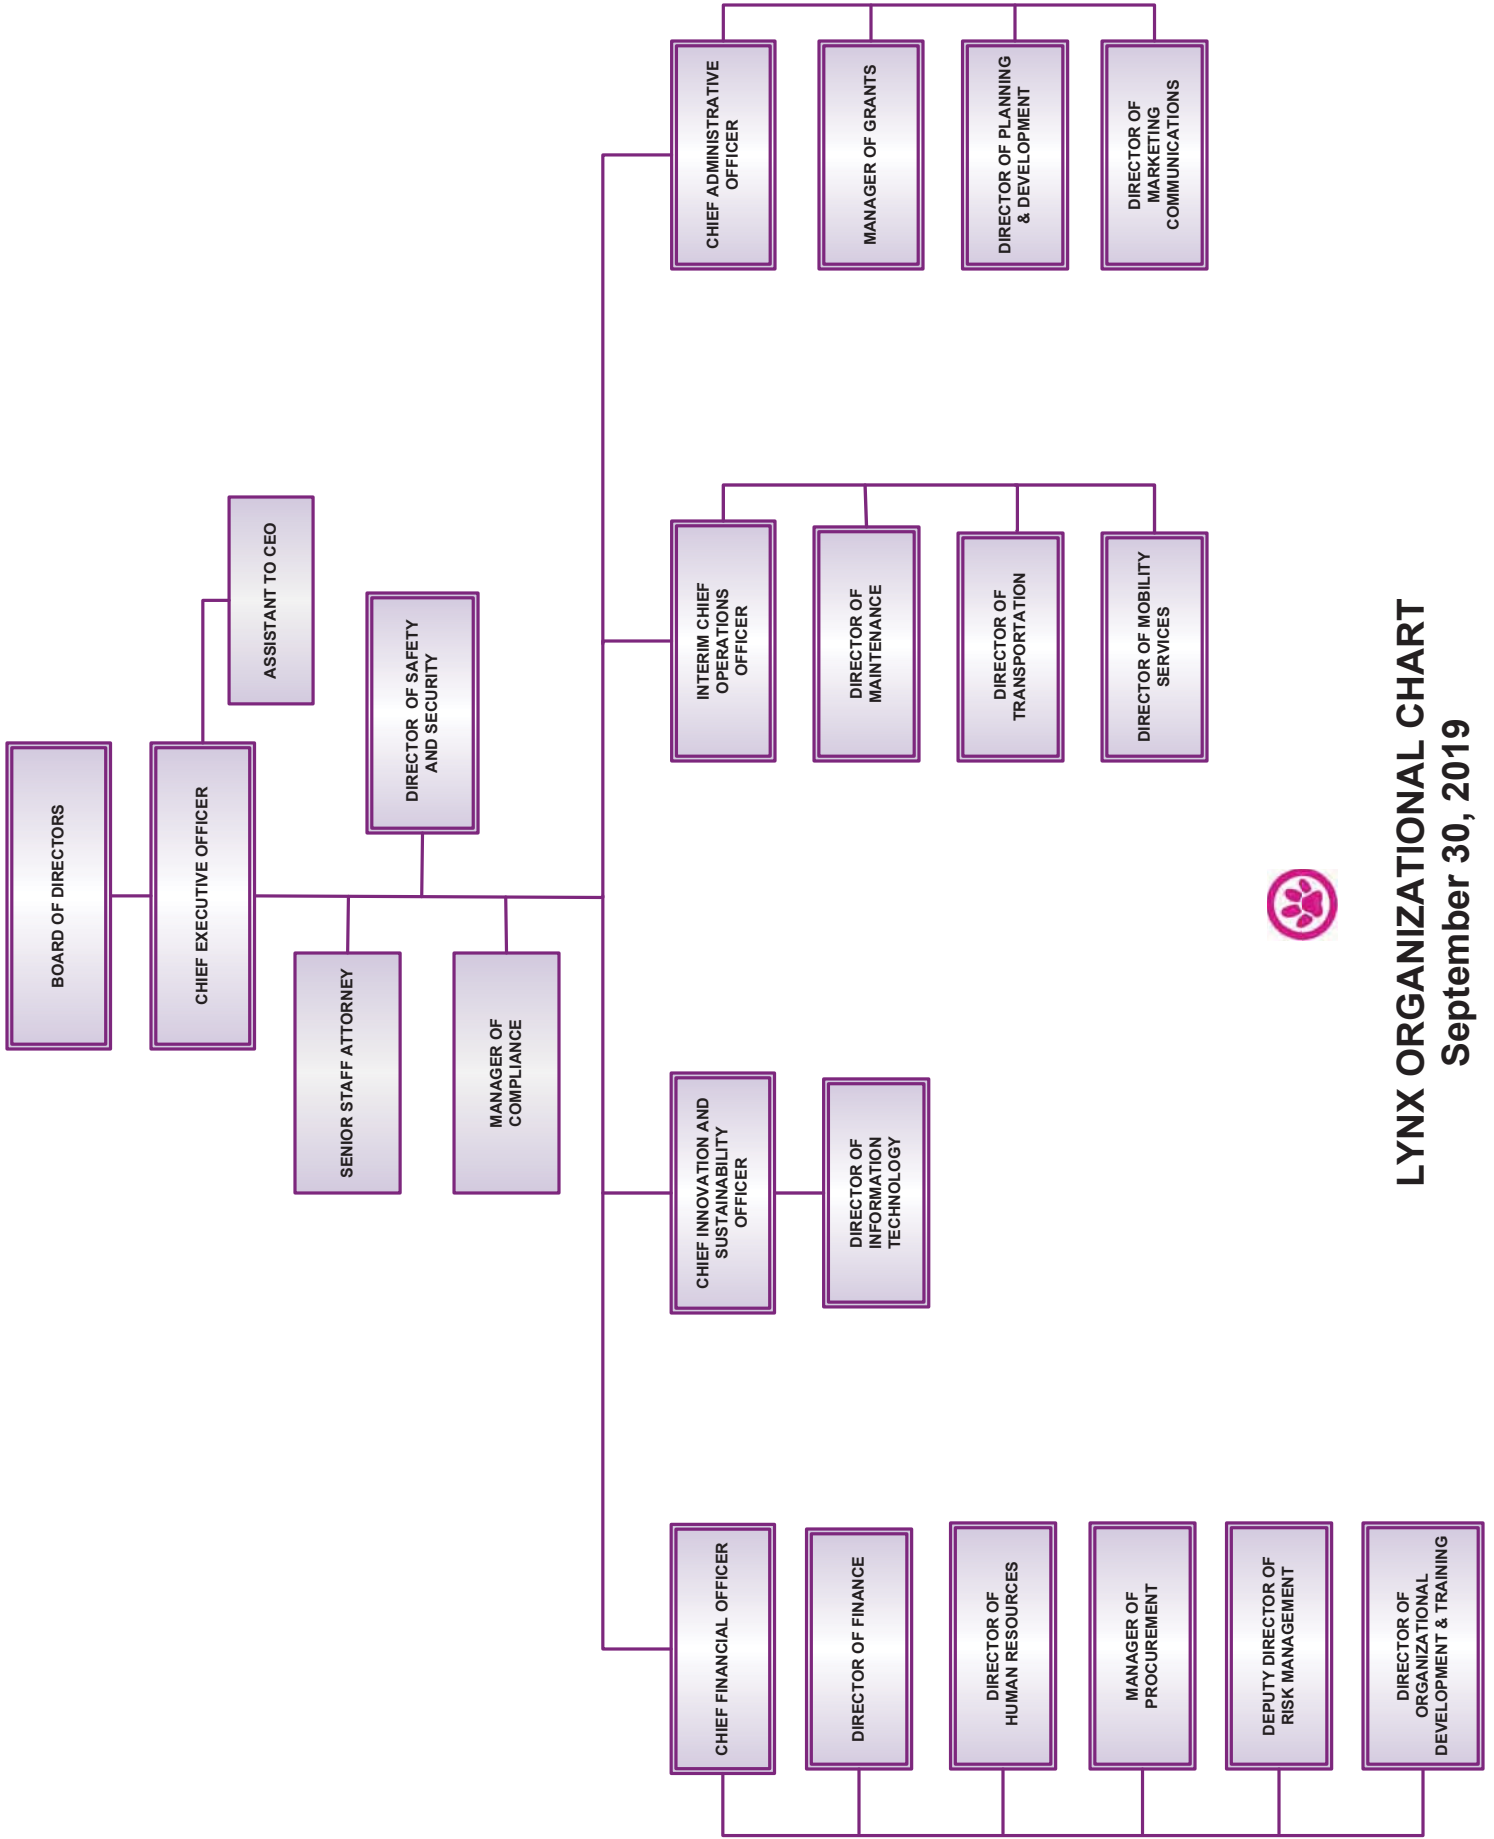 BOARD OF DIRECTORS
CHIEF EXECUTIVE OFFICER
ASSISTANT TO CEO
SENIOR STAFF ATTORNEY
DIRECTOR OF SAFETY
AND SECURITY
MANAGER OF
COMPLIANCE
CHIEF FINANCIAL OFFICER
DIRECTOR OF FINANCE
DIRECTOR OF
HUMAN RESOURCES
MANAGER OF
PROCUREMENT
DEPUTY DIRECTOR OF
RISK MANAGEMENT
DIRECTOR OF
ORGANIZATIONAL
DEVELOPMENT & TRAINING
CHIEF INNOVATION AND
SUSTAINABILITY
OFFICER
DIRECTOR OF
INFORMATION
TECHNOLOGY
INTERIM CHIEF
OPERATIONS
OFFICER
DIRECTOR OF
MAINTENANCE
DIRECTOR OF
TRANSPORTATION
DIRECTOR OF MOBILITY
SERVICES
CHIEF ADMINISTRATIVE
OFFICER
MANAGER OF GRANTS
DIRECTOR OF PLANNING
& DEVELOPMENT
DIRECTOR OF
MARKETING
COMMUNICATIONS
LYNX ORGANIZATIONAL CHART
September 30, 2019